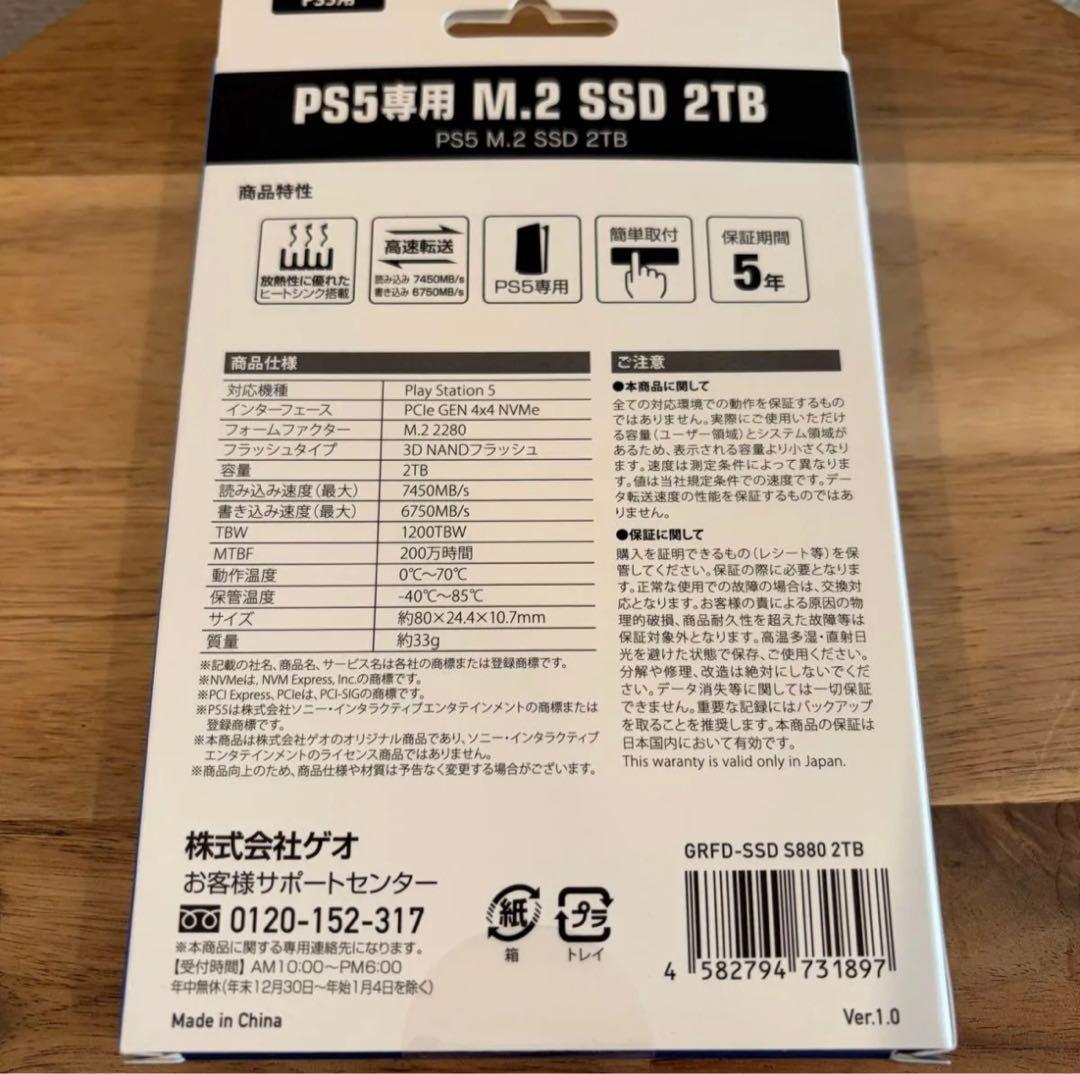 PS5用
PS5専用 M.2 SSD 2TB
PS5 M.2 SSD 2TB
商品特性
放熱性に優れた
ヒートシンク搭載
高速転送
読み込み 7450MB/s
書き込み 6750MB/s
PS5専用
簡単取付
保証期間
5年
商品仕様
対応機種 Play Station 5
インターフェース PCIe GEN 4x4 NVMe
フォームファクター M.2 2280
フラッシュタイプ 3D NANDフラッシュ
容量 2TB
読み込み速度(最大) 7450MB/s
書き込み速度(最大) 6750MB/s
TBW 1200TBW
MTBF 200万時間
動作温度 0℃～70℃
保管温度 -40℃～85℃
サイズ 約80×24.4×10.7mm
質量 約33g
※記載の社名、商品名、サービス名は各社の商標または登録商標です。
※NVMeは、NVM Express, Inc.の商標です。
※PCI Express、PCIeは、PCI-SIGの商標です。
※PS5は株式会社ソニー・インタラクティブエンタテインメントの商標または
登録商標です。
※本商品は株式会社ゲオのオリジナル商品であり、ソニー・インタラクティブ
エンタテインメントのライセンス商品ではありません。
※商品向上のため、商品仕様や材質は予告なく変更する場合がございます。
ご注意
●本商品に関して
全ての対応環境での動作を保証するもの
ではありません。実際にご使用いただけ
る容量(ユーザー領域)とシステム領域が
あるため、表示される容量より小さくなり
ます。速度は測定条件によって異なりま
す。値は当社規定条件での速度です。デー
タ転送速度の性能を保証するものではあ
りません。
●保証に関して
購入を証明できるもの(レシート等)を保
管してください。保証の際に必要となりま
す。正常な使用での故障の場合は、交換対
応となります。お客様の責による原因の物
理的破損、商品耐久性を超えた故障等は
保証対象外となります。高温多湿・直射日
光を避けた状態で保存、ご使用ください。
分解や修理、改造は絶対にしないでくだ
さい。データ消失等に関しては一切保証
できません。重要な記録にはバックアップ
を取ることを推奨します。本商品の保証は
日本国内において有効です。
This waranty is valid only in Japan.
株式会社ゲオ
お客様サポートセンター
0120-152-317
※本商品に関する専用連絡先になります。
【受付時間】AM10:00～PM6:00
年中無休(年末12月30日～年始1月4日を除く)
Made in China
紙
箱
プラ
トレイ
GRFD-SSD S880 2TB
4 582794 731897
Ver.1.0